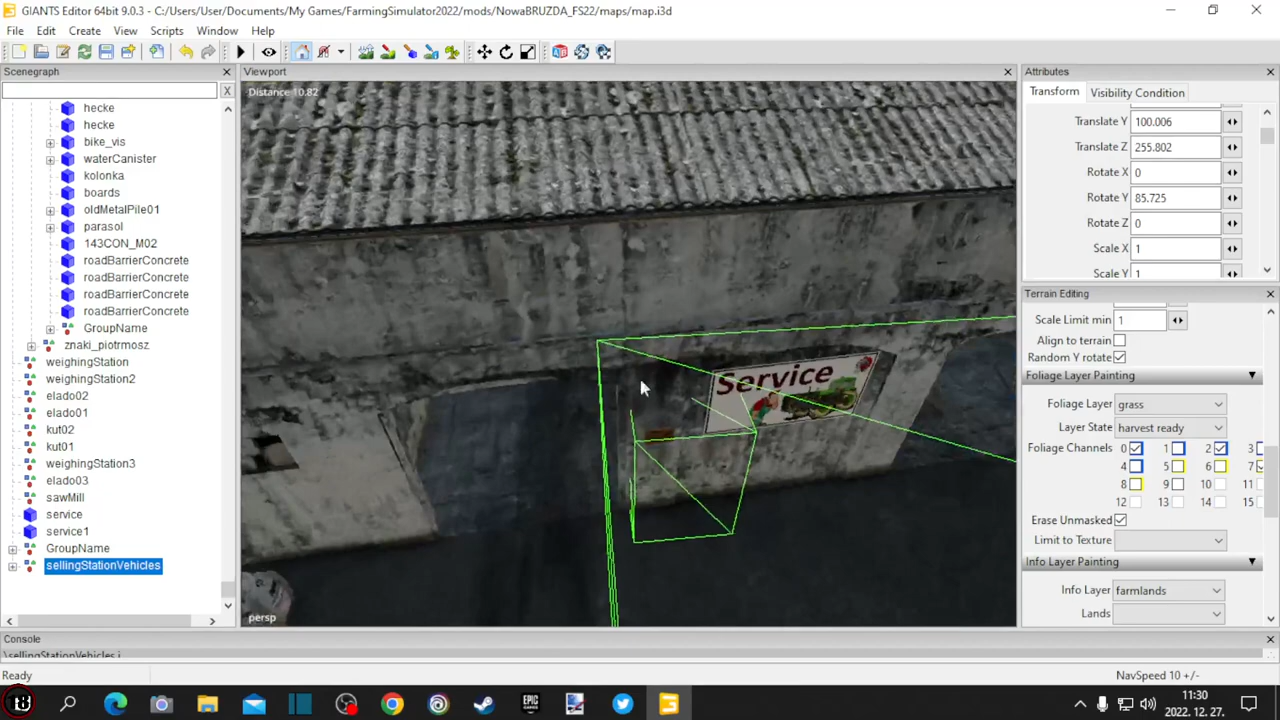 GIANTS Editor 64bit 9.0.3 - C:/Users/User/Documents/My Games/FarmingSimulator2022/mods/NowaBRUZDA_FS22/maps/map.i3d
File Edit Create View Scripts Window Help
Scenegraph
X
hecke
hecke
bike_vis
waterCanister
kolonka
boards
oldMetalPile01
parasol
143CON_M02
roadBarrierConcrete
roadBarrierConcrete
roadBarrierConcrete
roadBarrierConcrete
GroupName
znaki_piotrmosz
weighingStation
weighingStation2
elado02
elado01
kut02
kut01
weighingStation3
elado03
sawMill
service
service1
GroupName
sellingStationVehicles
Viewport
Distance 10.82
Service
persp
Attributes
Transform Visibility Condition
Translate Y 100.006
Translate Z 255.802
Rotate X 0
Rotate Y 85.725
Rotate Z 0
Scale X 1
Scale Y 1
Terrain Editing
Scale Limit min 1
Align to terrain
Random Y rotate
Foliage Layer Painting
Foliage Layer grass
Layer State harvest ready
Foliage Channels 0 1 2 3
4 5 6 7
8 9 10 11
12 13 14 15
Erase Unmasked
Limit to Texture
Info Layer Painting
Info Layer farmlands
Lands
Console
\sellingStationVehicles.i
Ready
NavSpeed 10 +/-
11:30
2022. 12. 27.